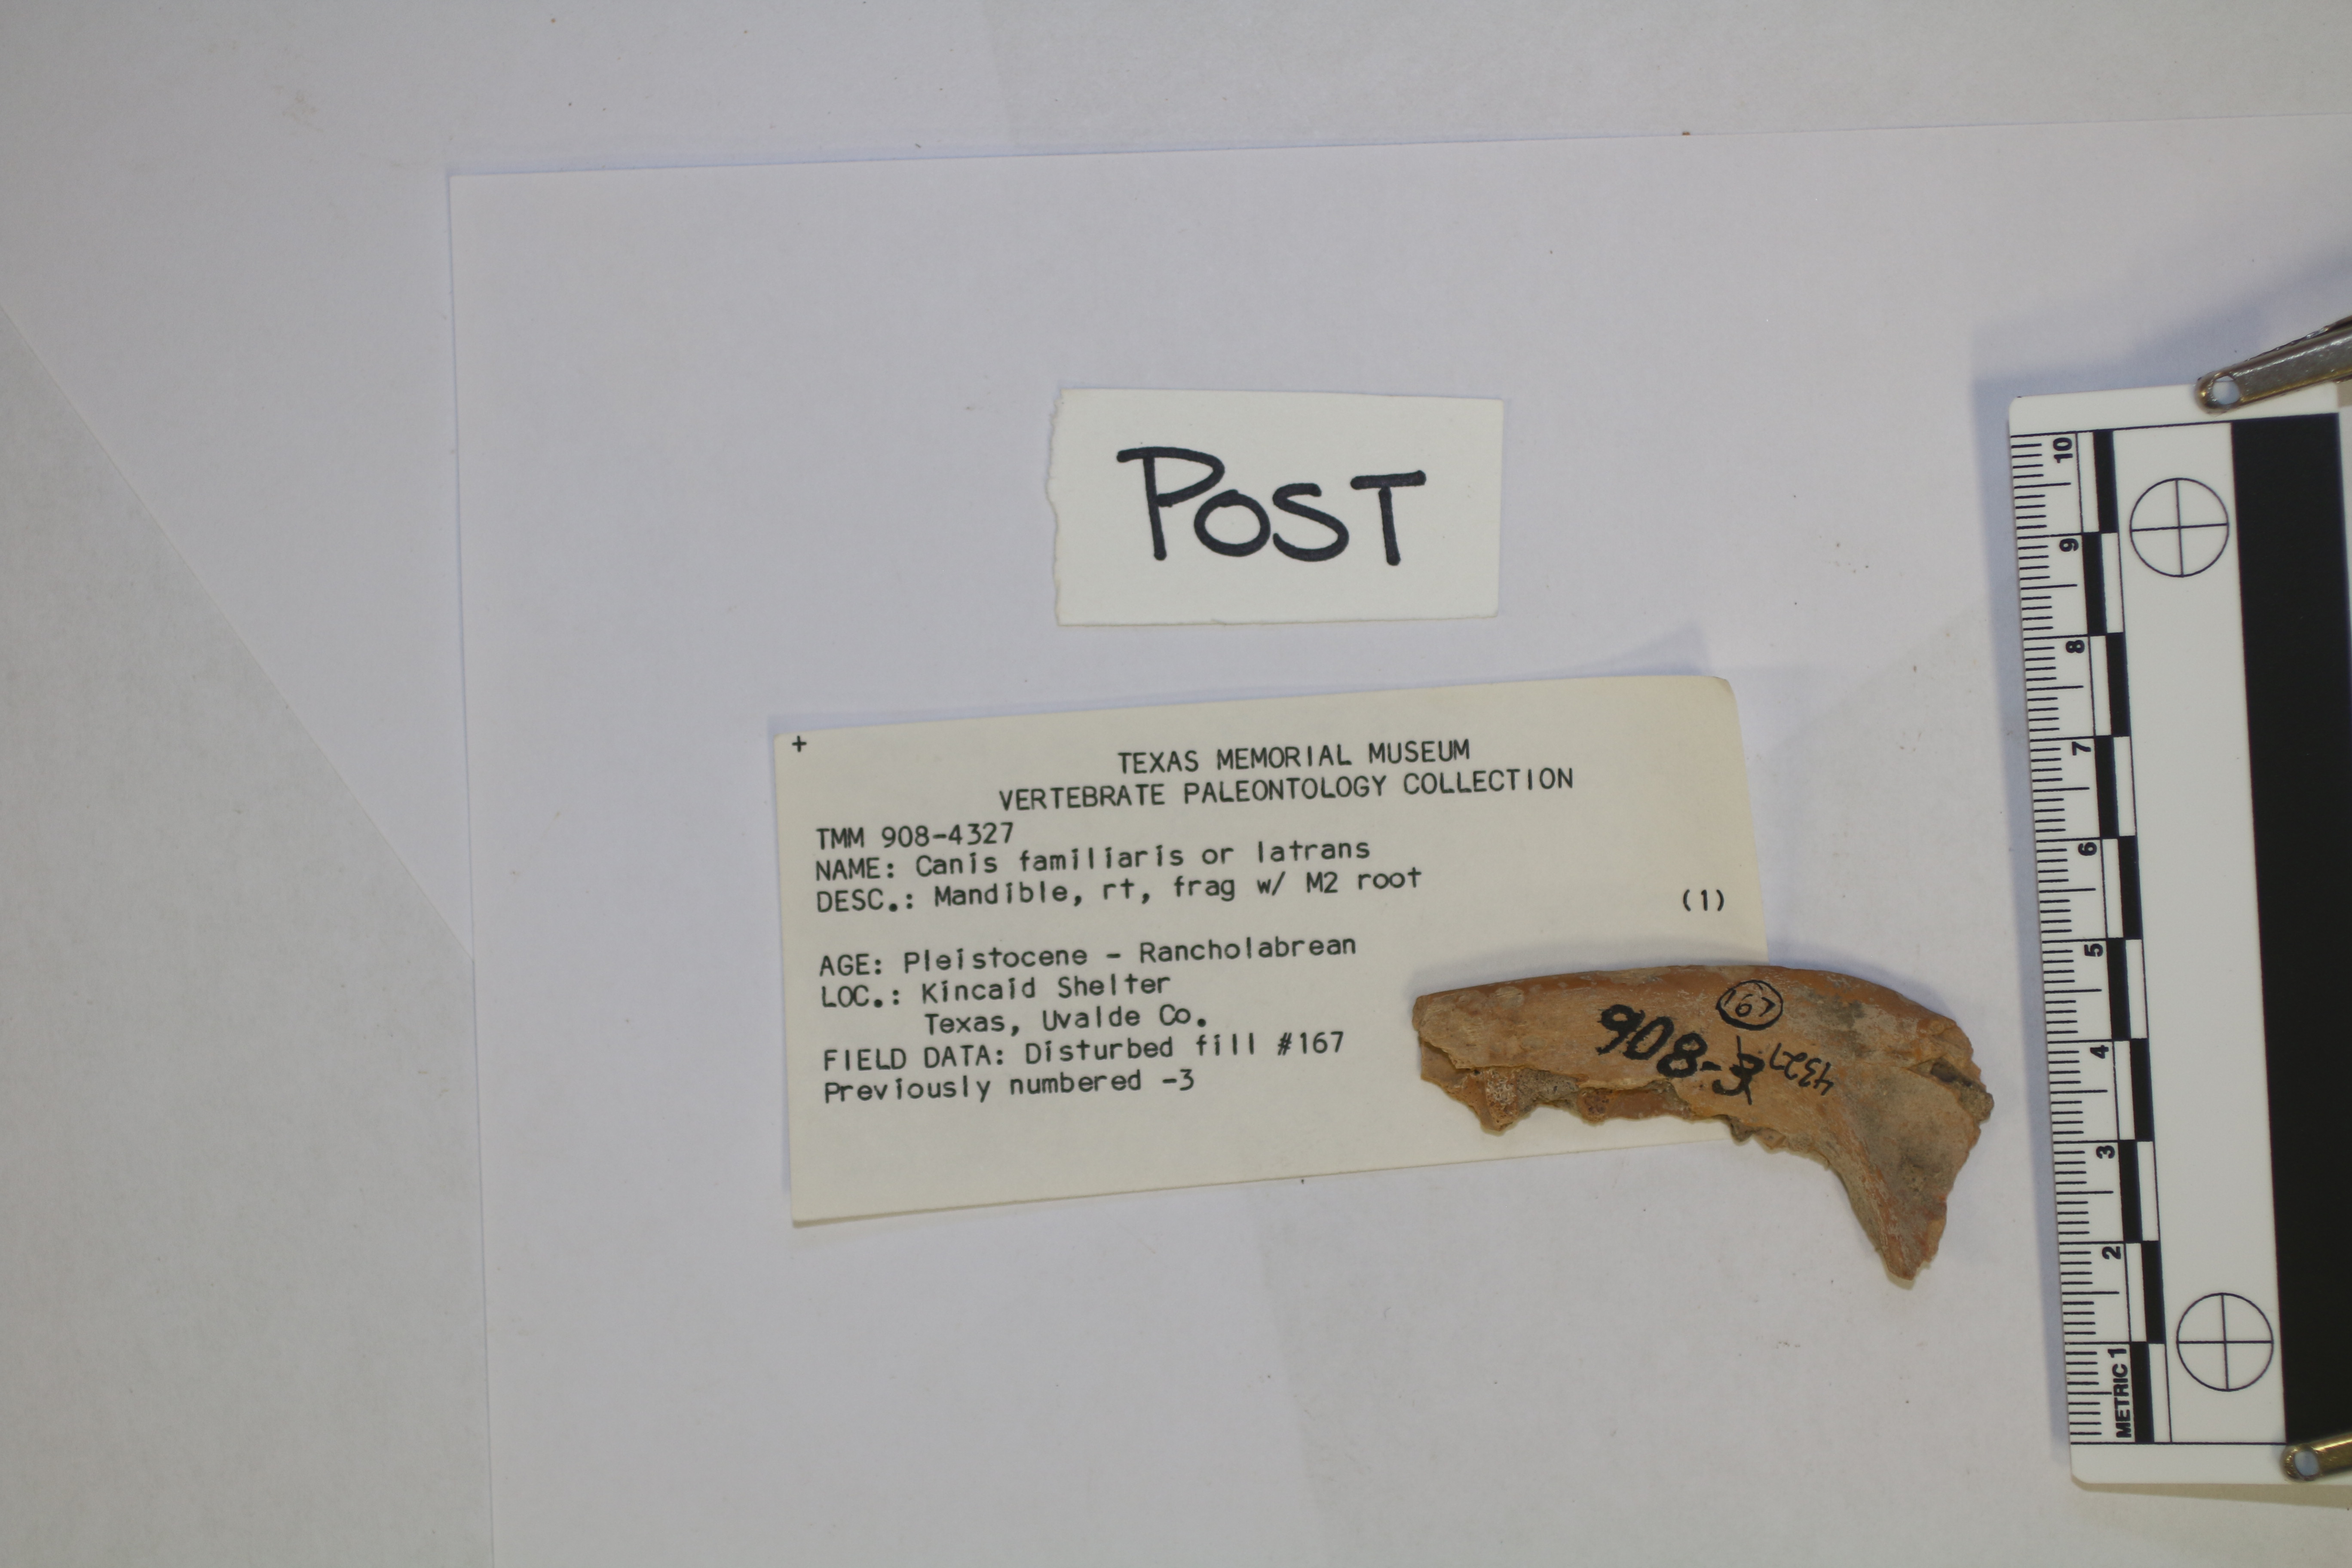 POST
+
TEXAS MEMORIAL MUSEUM
VERTEBRATE PALEONTOLOGY COLLECTION
TMM 908-4327
NAME: Canis familiaris or latrans
DESC.: Mandible, rt, frag w/ M2 root (1)
AGE: Pleistocene - Rancholabrean
LOC.: Kincaid Shelter
Texas, Uvalde Co.
FIELD DATA: Disturbed fill #167
Previously numbered -3
908-
4327
METRIC 1 2 3 4 5 6 7 8 9 10